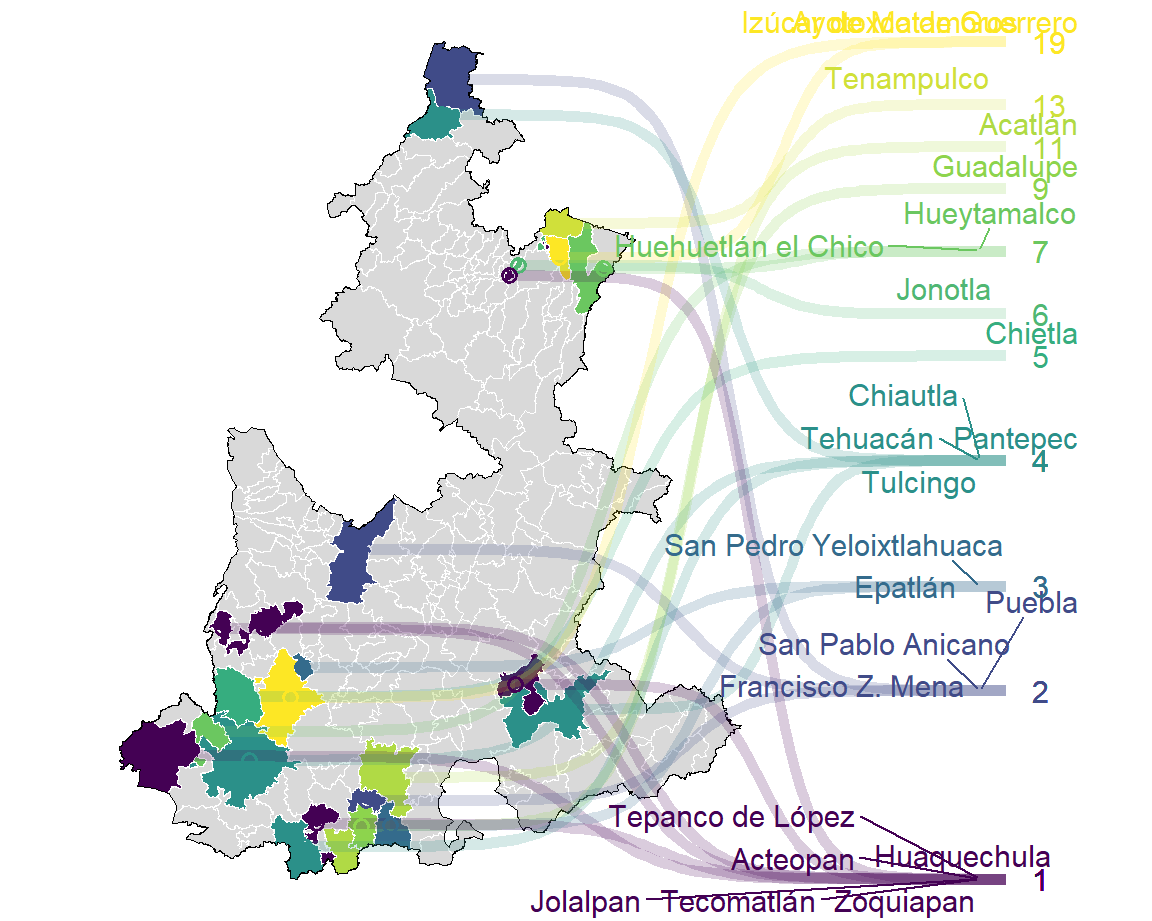 Izúcar de Matamoros
Ayotoxco de Guerrero
19
Tenampulco
13
Acatlán
11
Guadalupe
9
Hueytamalco
Huehuetlán el Chico
7
Jonotla
6
Chietla
5
Chiautla
Tehuacán
Pantepec
4
Tulcingo
San Pedro Yeloixtlahuaca
Epatlán
3
Puebla
San Pablo Anicano
Francisco Z. Mena
2
Tepanco de López
Acteopan
Huaquechula
1
Jolalpan
Tecomatlán
Zoquiapan